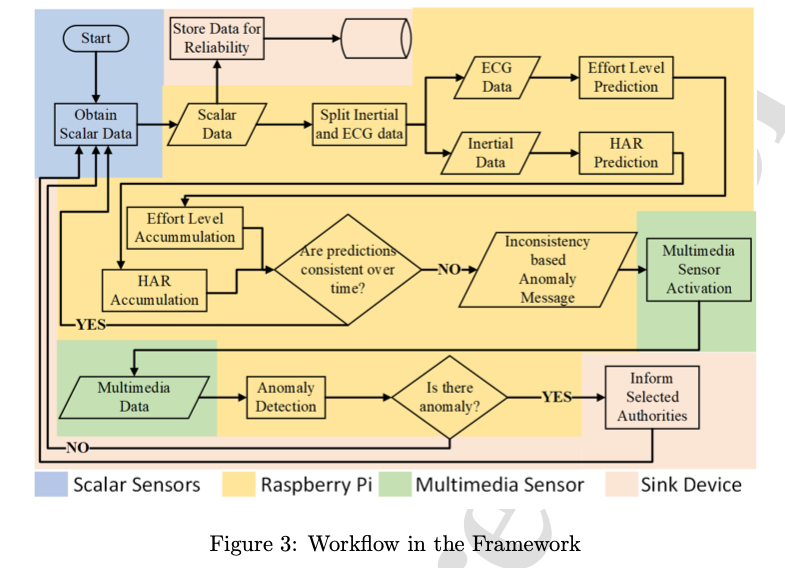 Start
Store Data for
Reliability
Obtain
Scalar Data
Scalar
Data
Split Inertial
and ECG data
ECG
Data
Effort Level
Prediction
Inertial
Data
HAR
Prediction
Effort Level
Accummulation
HAR
Accumulation
Are predictions
consistent over
time?
NO
YES
Inconsistency
based
Anomaly
Message
Multimedia
Sensor
Activation
Multimedia
Data
Anomaly
Detection
Is there
anomaly?
YES
NO
Inform
Selected
Authorities
Scalar Sensors
Raspberry Pi
Multimedia Sensor
Sink Device
Figure 3: Workflow in the Framework